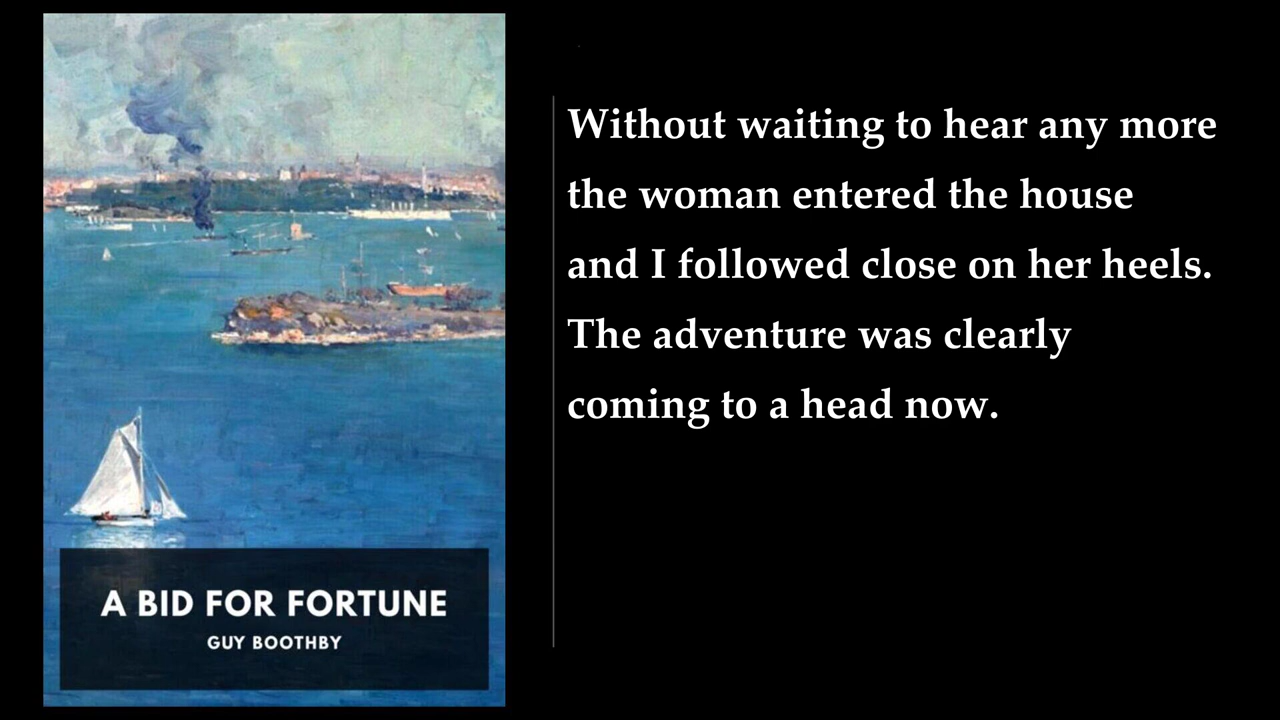 Without waiting to hear any more
the woman entered the house
and I followed close on her heels.
The adventure was clearly
coming to a head now.
A BID FOR FORTUNE
GUY BOOTHBY